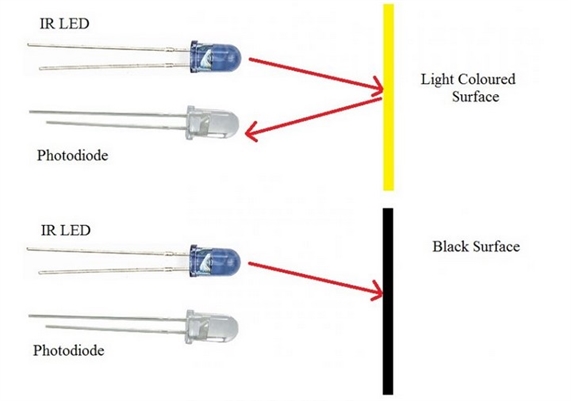 IR LED
Light Coloured
Surface
Photodiode
IR LED
Black Surface
Photodiode